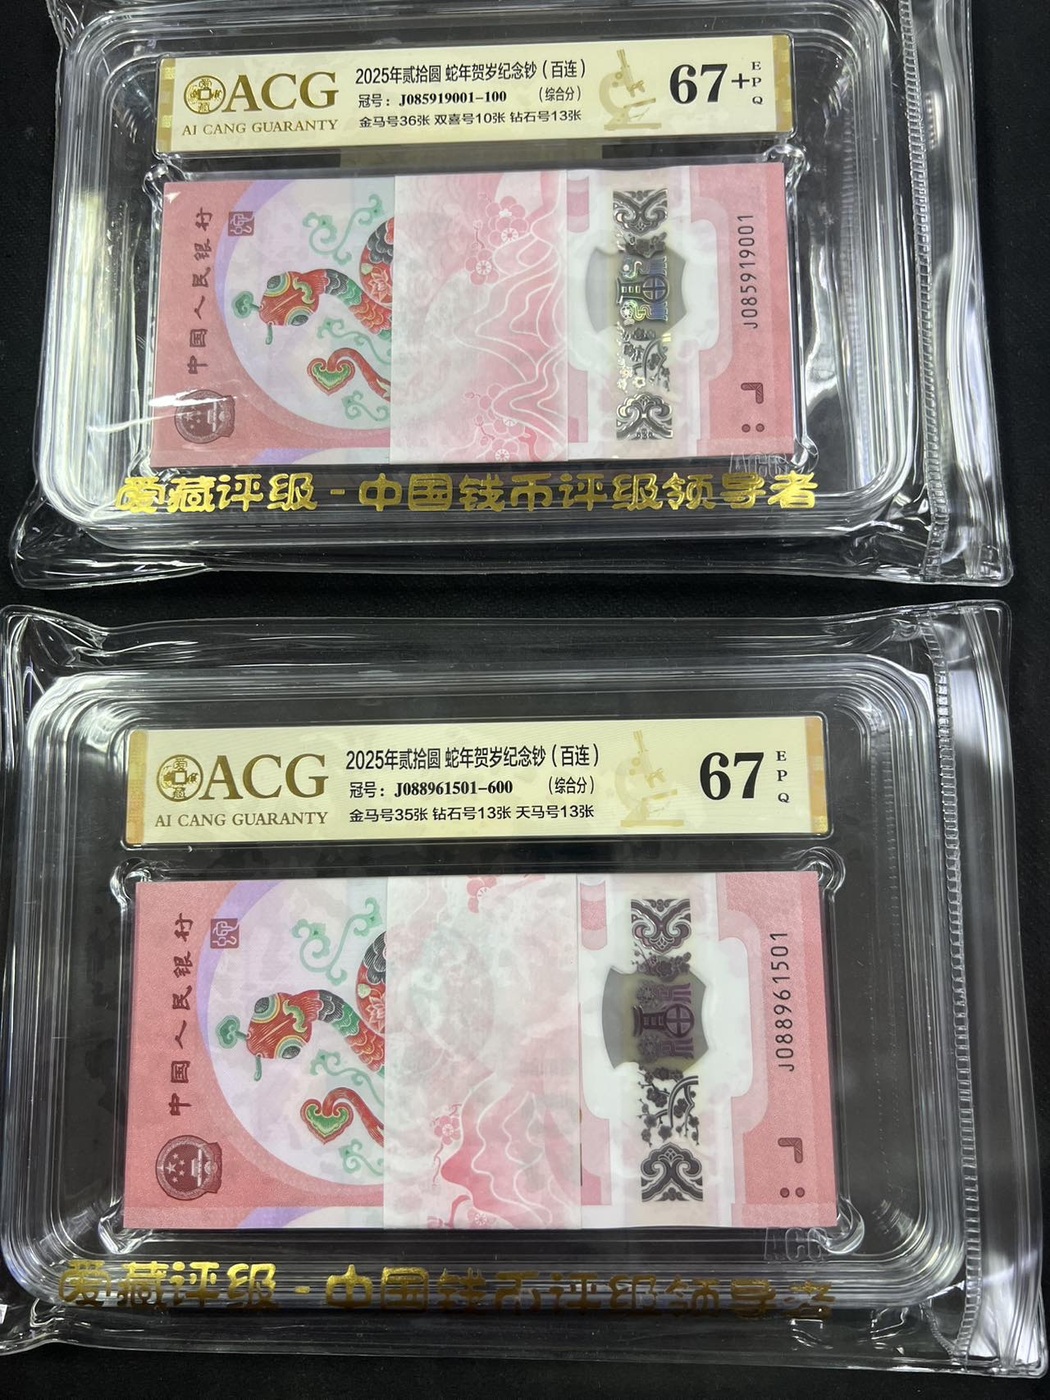 ACG
AI CANG GUARANTY
2025年贰拾圆 蛇年贺岁纪念钞(百连)
冠号: J085919001-100 (综合分)
金马号36张 双喜号10张 钻石号13张
67+
EPQ
中国人民银行
J085919001
ACG
爱藏评级-中国钱币评级领导者
ACG
AI CANG GUARANTY
2025年贰拾圆 蛇年贺岁纪念钞(百连)
冠号: J088961501-600 (综合分)
金马号35张 钻石号13张 天马号13张
67
EPQ
中国人民银行
J088961501
ACG
爱藏评级-中国钱币评级领导者